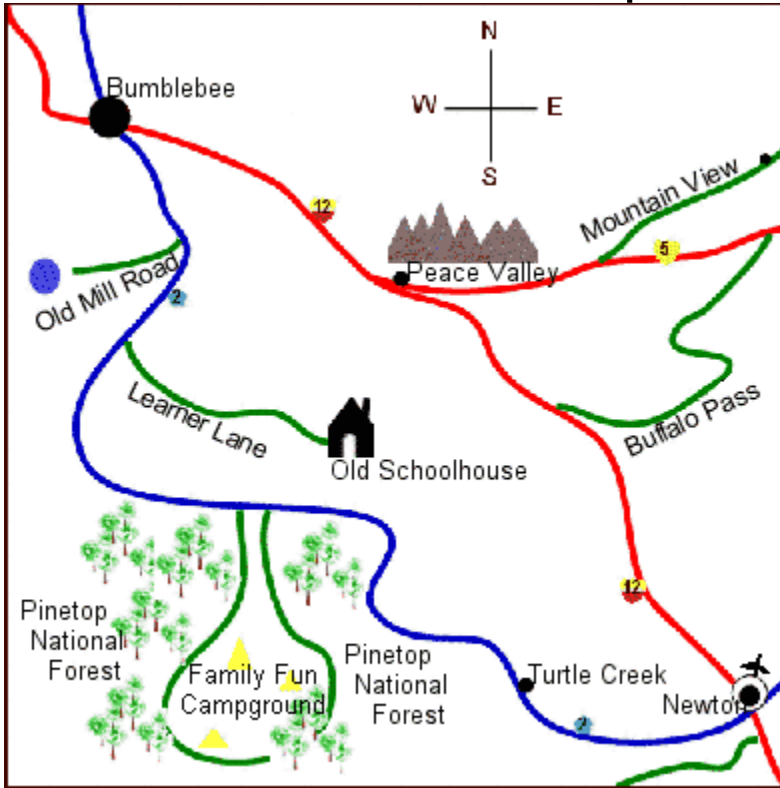 N
Bumblebee
W
E
S
12
Mountain View
5
Peace Valley
Old Mill Road
2
Learner Lane
Buffalo Pass
Old Schoolhouse
12
Pinetop
National
Forest
Family Fun
Campground
Pinetop
National
Forest
Turtle Creek
Newton
2